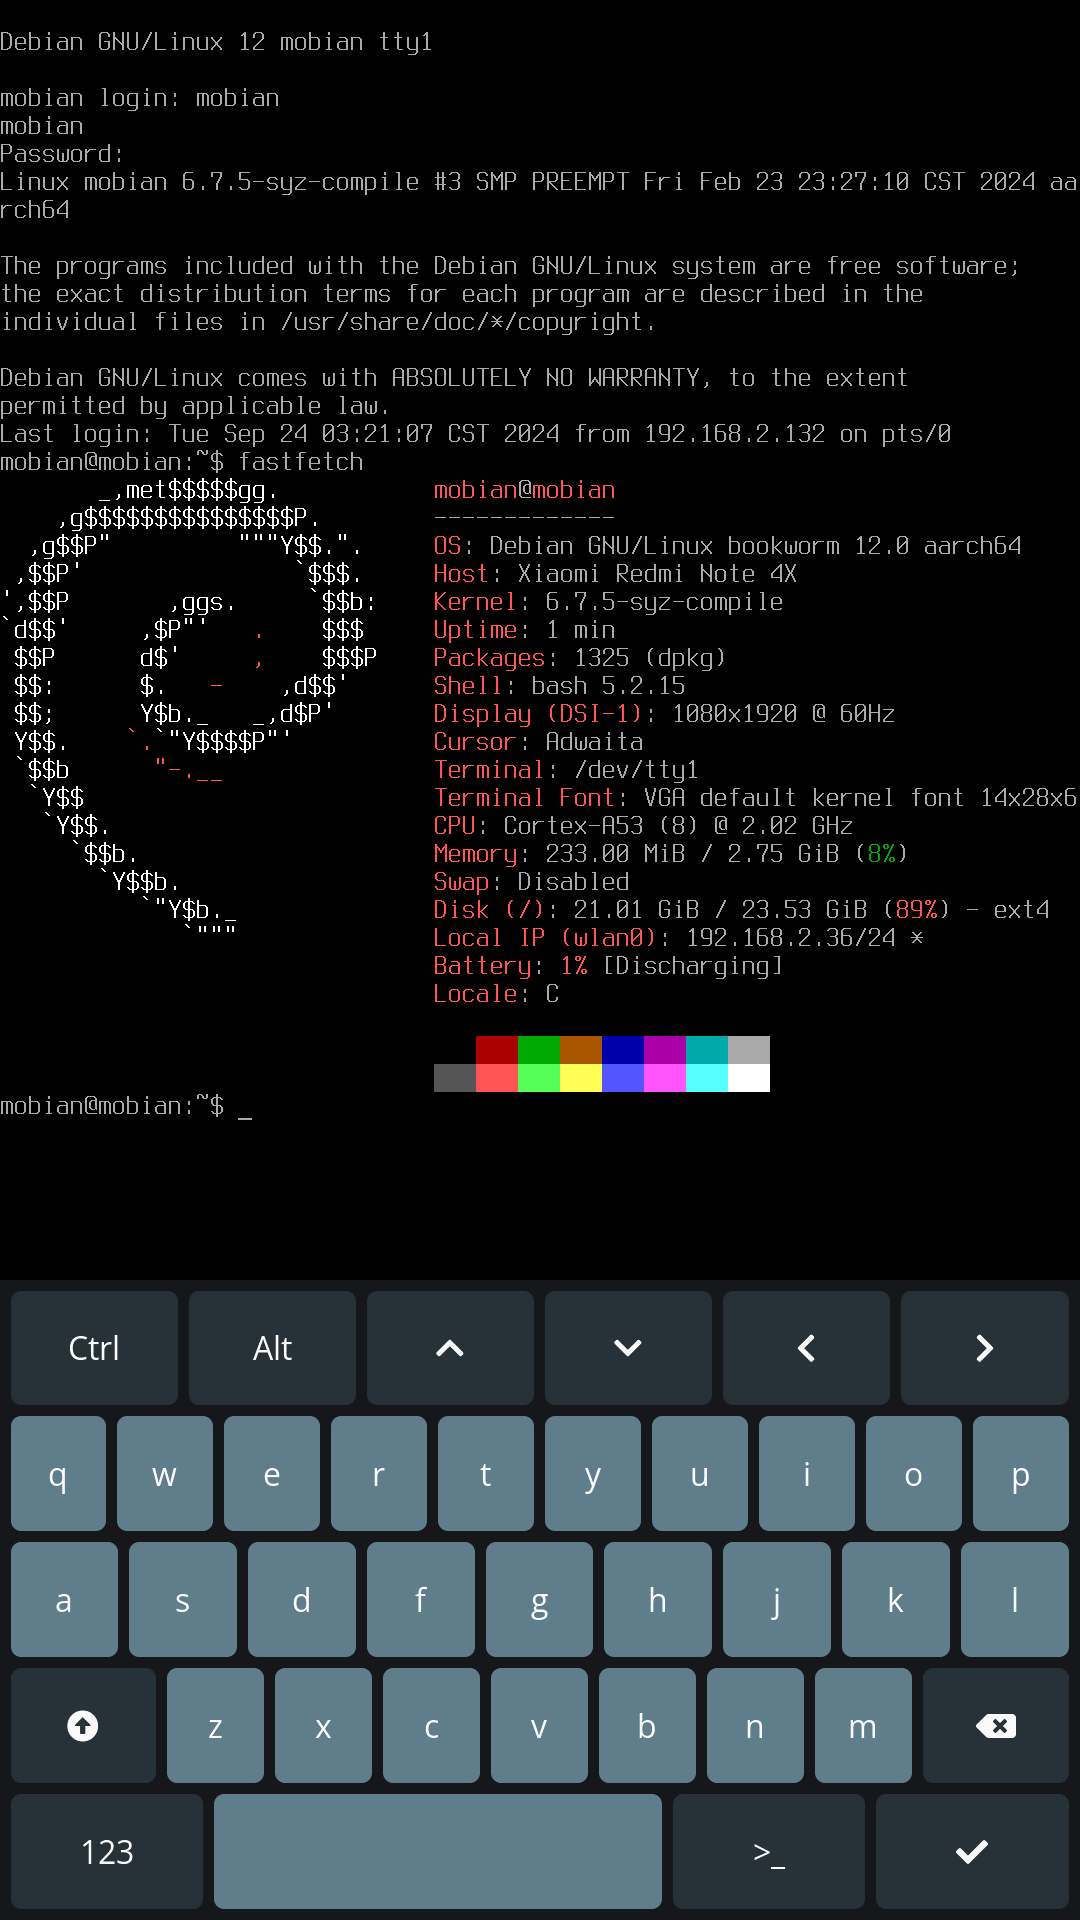 Debian GNU/Linux 12 mobian tty1
mobian login: mobian
mobian
Password:
Linux mobian 6.7.5-syz-compile #3 SMP PREEMPT Fri Feb 23 23:27:10 CST 2024 aa
rch64
The programs included with the Debian GNU/Linux system are free software;
the exact distribution terms for each program are described in the
individual files in /usr/share/doc/*/copyright.
Debian GNU/Linux comes with ABSOLUTELY NO WARRANTY, to the extent
permitted by applicable law.
Last login: Tue Sep 24 03:21:07 CST 2024 from 192.168.2.132 on pts/0
mobian@mobian:~$ fastfetch
       _,met$$$$$gg.           mobian@mobian
    ,g$$$$$$$$$$$$$$$P.        -------------
  ,g$$P"         """Y$$.".     OS: Debian GNU/Linux bookworm 12.0 aarch64
 ,$$P'               `$$$.     Host: Xiaomi Redmi Note 4X
',$$P       ,ggs.     `$$b:    Kernel: 6.7.5-syz-compile
`d$$'     ,$P"'   .    $$$     Uptime: 1 min
 $$P      d$'     ,    $$$P    Packages: 1325 (dpkg)
 $$:      $.   -    ,d$$'      Shell: bash 5.2.15
 $$;      Y$b._   _,d$P'       Display (DSI-1): 1080x1920 @ 60Hz
 Y$$.    `.`"Y$$$$P"'          Cursor: Adwaita
 `$$b      "-.__               Terminal: /dev/tty1
  `Y$$                         Terminal Font: VGA default kernel font 14x28x6
   `Y$$.                       CPU: Cortex-A53 (8) @ 2.02 GHz
     `$$b.                     Memory: 233.00 MiB / 2.75 GiB (8%)
       `Y$$b.                  Swap: Disabled
          `"Y$b._              Disk (/): 21.01 GiB / 23.53 GiB (89%) - ext4
             `"""              Local IP (wlan0): 192.168.2.36/24 *
Battery: 1% [Discharging]
Locale: C
mobian@mobian:~$ _
Ctrl Alt
q w e r t y u i o p
a s d f g h j k l
z x c v b n m
123 >_